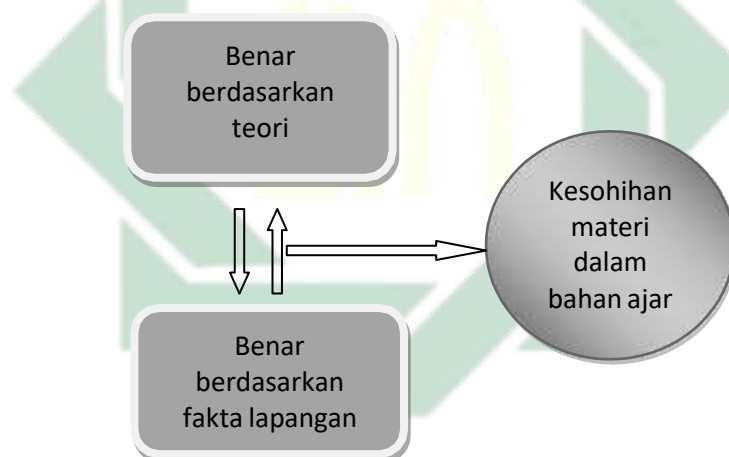 Benar
berdasarkan
teori
Kesohihan
materi
dalam
bahan ajar
Benar
berdasarkan
fakta lapangan